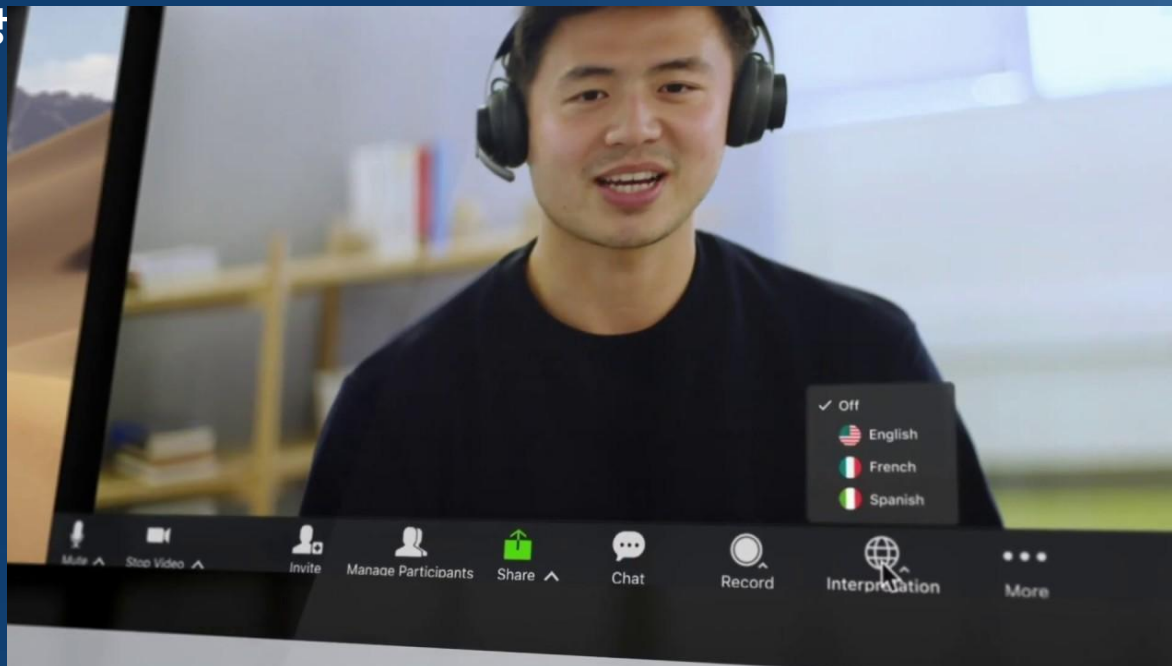 Off
English
French
Spanish
Mute
Stop Video
Invite
Manage Participants
Share
Chat
Record
Interpretation
More